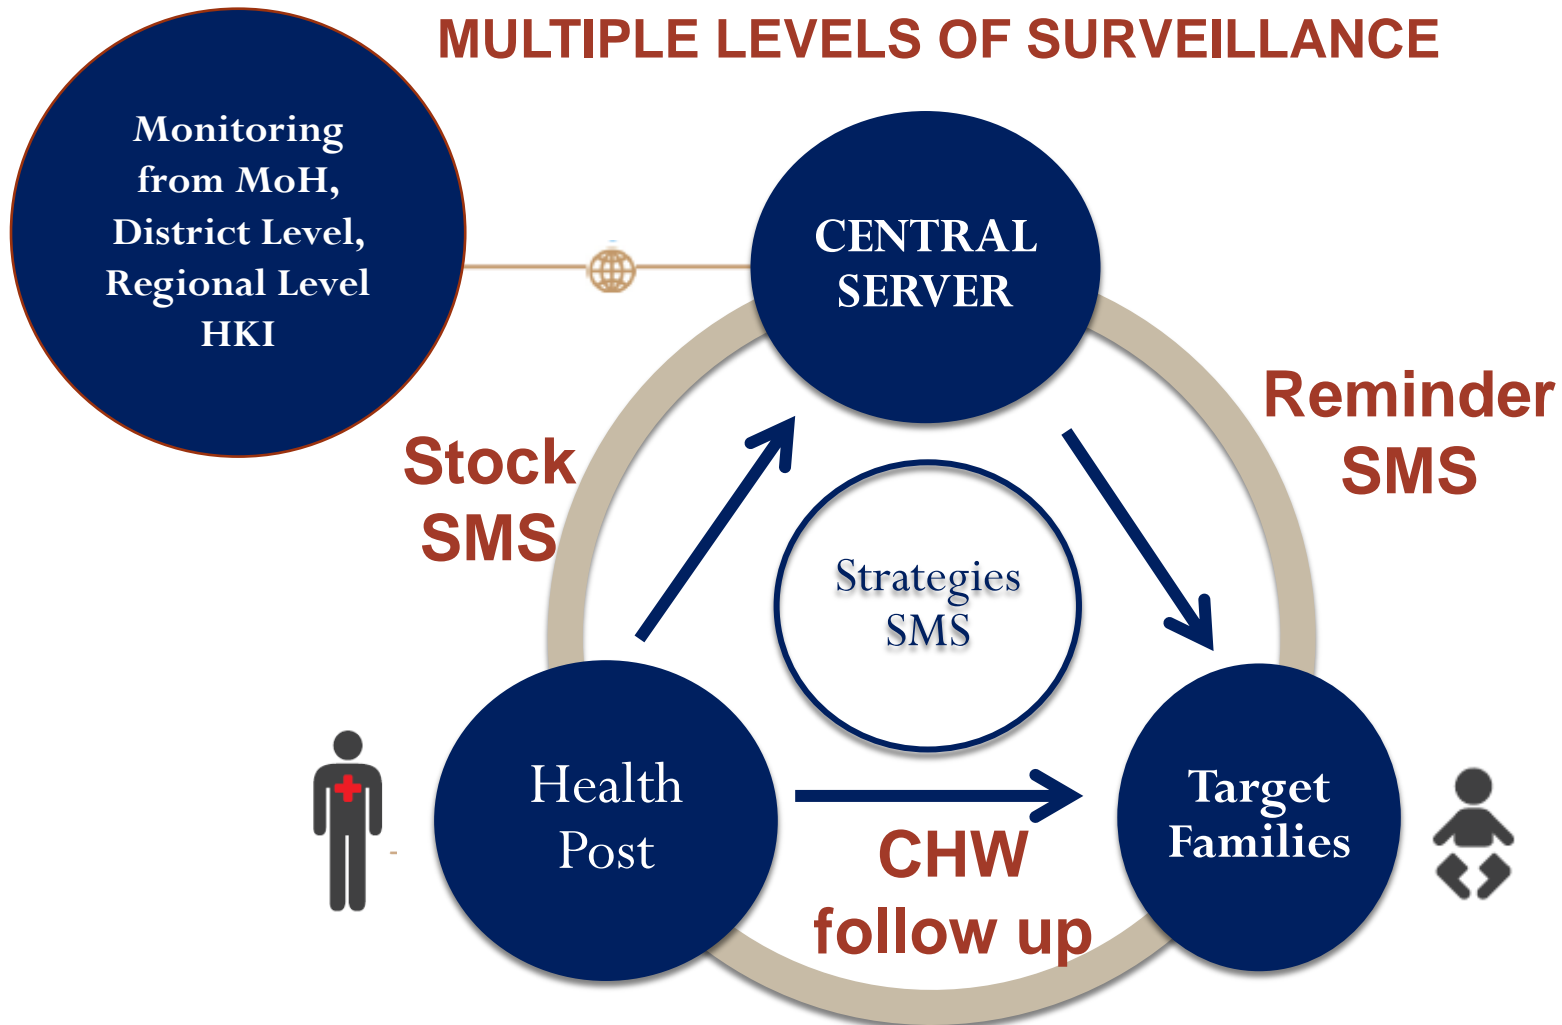 MULTIPLE LEVELS OF SURVEILLANCE
Monitoring
from MoH,
District Level,
Regional Level
HKI
CENTRAL
SERVER
Reminder
SMS
Stock
SMS
Strategies
SMS
Health
Post
Target
Families
CHW
follow up